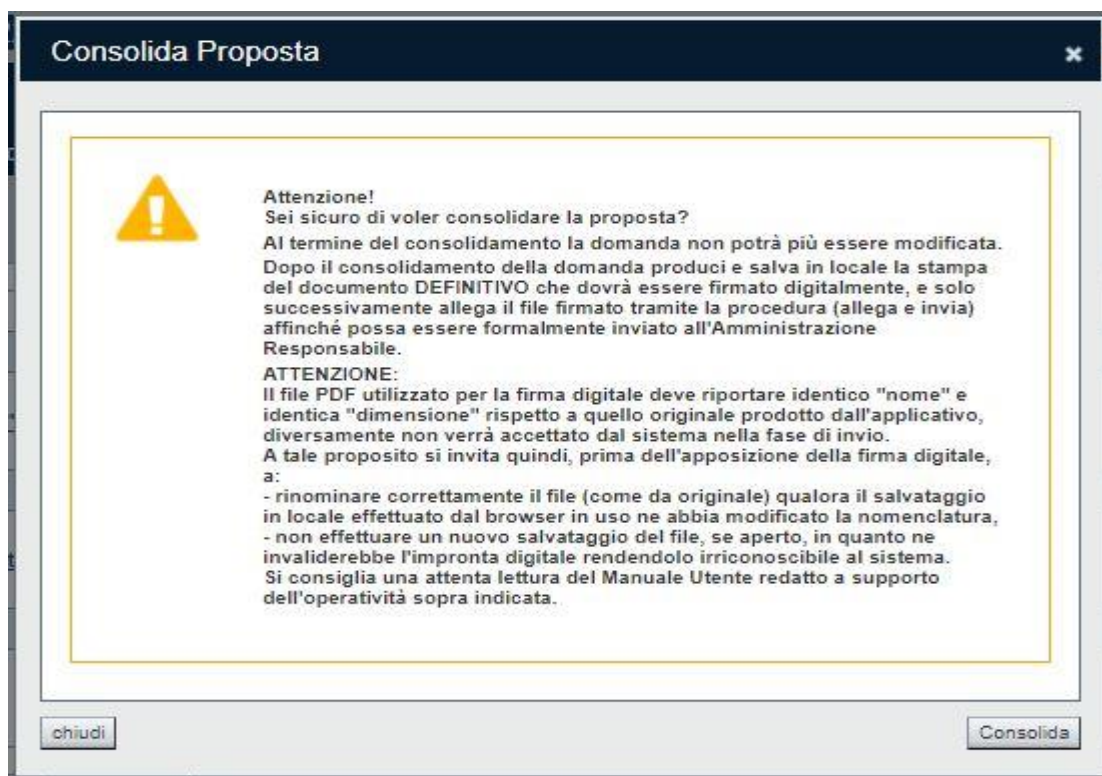 Consolida Proposta
Attenzione!
Sei sicuro di voler consolidare la proposta?
Al termine del consolidamento la domanda non potrà più essere modificata.
Dopo il consolidamento della domanda produci e salva in locale la stampa
del documento DEFINITIVO che dovrà essere firmato digitalmente, e solo
successivamente allega il file firmato tramite la procedura (allega e invia)
affinché possa essere formalmente inviato all'Amministrazione
Responsabile.
ATTENZIONE:
Il file PDF utilizzato per la firma digitale deve riportare identico "nome" e
identica "dimensione" rispetto a quello originale prodotto dall'applicativo,
diversamente non verrà accettato dal sistema nella fase di invio.
A tale proposito si invita quindi, prima dell'apposizione della firma digitale,
a:
- rinominare correttamente il file (come da originale) qualora il salvataggio
in locale effettuato dal browser in uso ne abbia modificato la nomenclatura,
- non effettuare un nuovo salvataggio del file, se aperto, in quanto ne
invaliderebbe l'impronta digitale rendendolo irriconoscibile al sistema.
Si consiglia una attenta lettura del Manuale Utente redatto a supporto
dell'operatività sopra indicata.
chiudi
Consolida